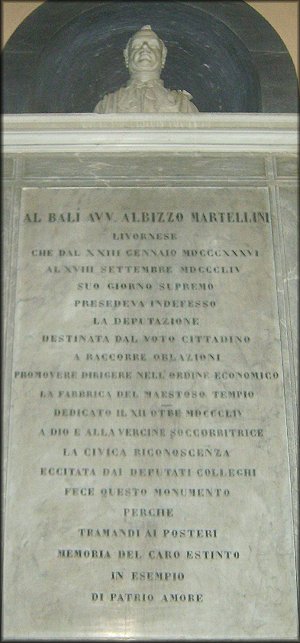 AL BALÌ AVV. ALBIZZO MARTELLINI
LIVORNESE
CHE DAL XXIII GENNAIO MDCCCXXXVI
AL XVIII SETTEMBRE MDCCCLIV
SUO GIORNO SUPREMO
PRESEDEVA INDEFESSO
LA DEPUTAZIONE
DESTINATA DAL VOTO CITTADINO
A RACCORRE OBLAZIONI
PROMOVERE DIRIGERE NELL'ORDINE ECONOMICO
LA FABBRICA DEL MAESTOSO TEMPIO
DEDICATO IL XII OTBE MDCCCLIV
A DIO E ALLA VERGINE SOCCORRITRICE
LA CIVICA RICONOSCENZA
ECCITATA DAI DEPUTATI COLLEGHI
FECE QUESTO MONUMENTO
PERCHE
TRAMANDI AI POSTERI
MEMORIA DEL CARO ESTINTO
IN ESEMPIO
DI PATRIO AMORE